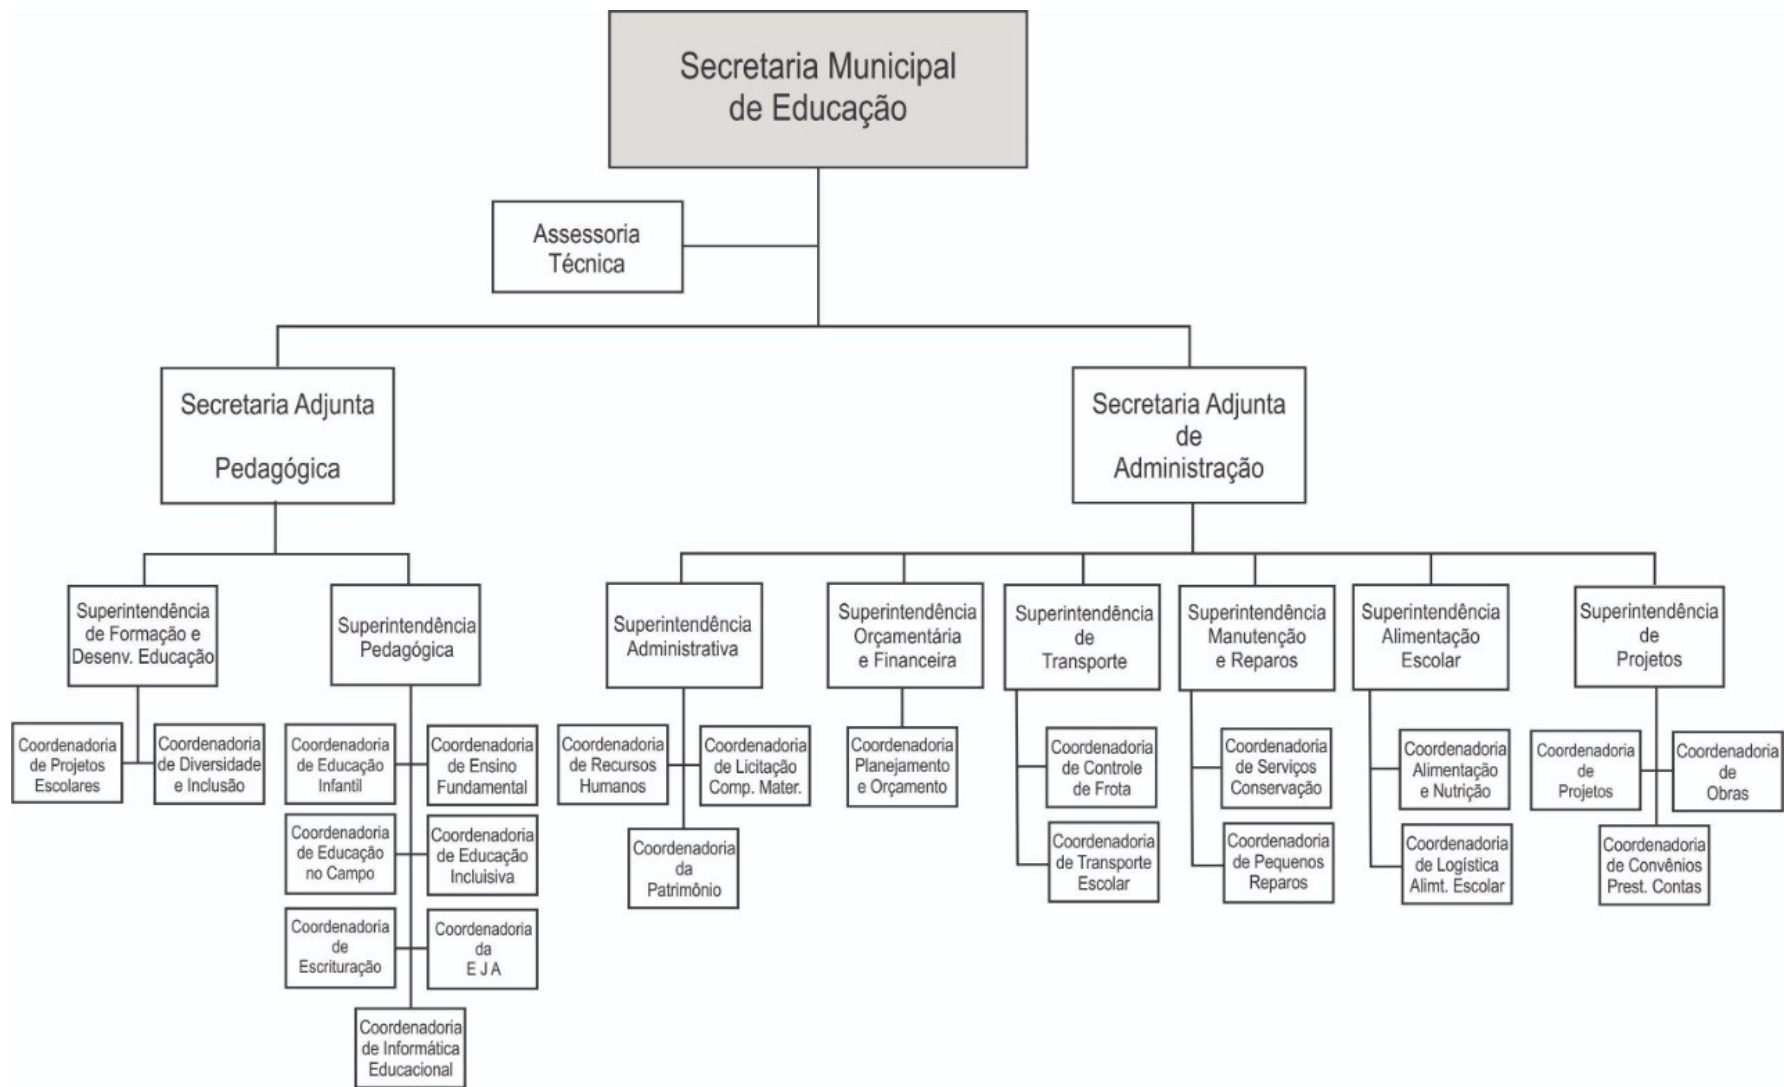 Secretaria Municipal
de Educação
Assessoria
Técnica
Secretaria Adjunta
Pedagógica
Secretaria Adjunta
de
Administração
Superintendência
de Formação e
Desenv. Educação
Superintendência
Pedagógica
Superintendência
Administrativa
Superintendência
Orçamentária
e Financeira
Superintendência
de
Transporte
Superintendência
Manutenção
e Reparos
Superintendência
Alimentação
Escolar
Superintendência
de
Projetos
Coordenadoria
de Projetos
Escolares
Coordenadoria
de Diversidade
e Inclusão
Coordenadoria
de Educação
Infantil
Coordenadoria
de Ensino
Fundamental
Coordenadoria
de Educação
no Campo
Coordenadoria
de Educação
Incluisiva
Coordenadoria
de
Escrituração
Coordenadoria
da
E J A
Coordenadoria
de Informática
Educacional
Coordenadoria
de Recursos
Humanos
Coordenadoria
de Licitação
Comp. Mater.
Coordenadoria
da
Patrimônio
Coordenadoria
Planejamento
e Orçamento
Coordenadoria
de Controle
de Frota
Coordenadoria
de Transporte
Escolar
Coordenadoria
de Serviços
Conservação
Coordenadoria
de Pequenos
Reparos
Coordenadoria
Alimentação
e Nutrição
Coordenadoria
de Logística
Alimt. Escolar
Coordenadoria
de
Projetos
Coordenadoria
de
Obras
Coordenadoria
de Convênios
Prest. Contas